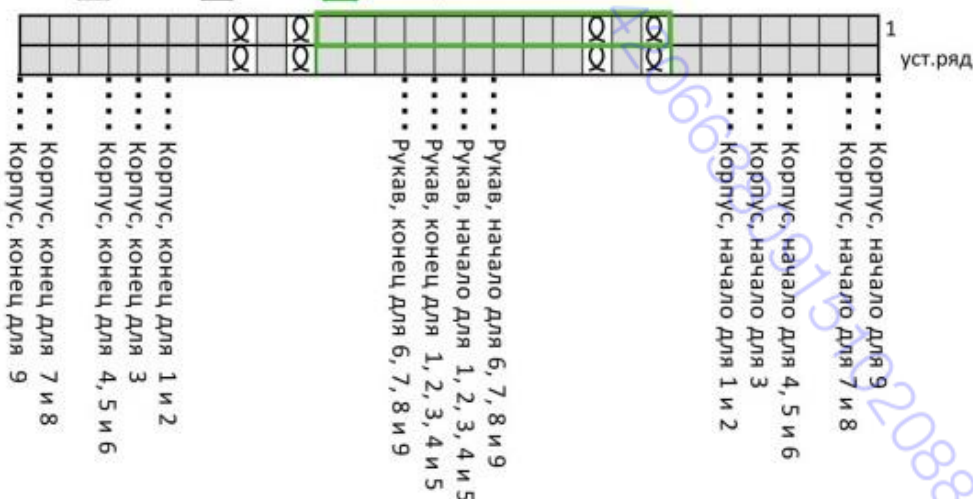 1
уст.ряд
Корпус, конец для 9
Корпус, конец для 7 и 8
Корпус, конец для 4, 5 и 6
Корпус, конец для 3
Корпус, конец для 1 и 2
Рукав, конец для 6, 7, 8 и 9
Рукав, конец для 1, 2, 3, 4 и 5
Рукав, начало для 1, 2, 3, 4 и 5
Рукав, начало для 6, 7, 8 и 9
Корпус, начало для 1 и 2
Корпус, начало для 3
Корпус, начало для 4, 5 и 6
Корпус, начало для 7 и 8
Корпус, начало для 9